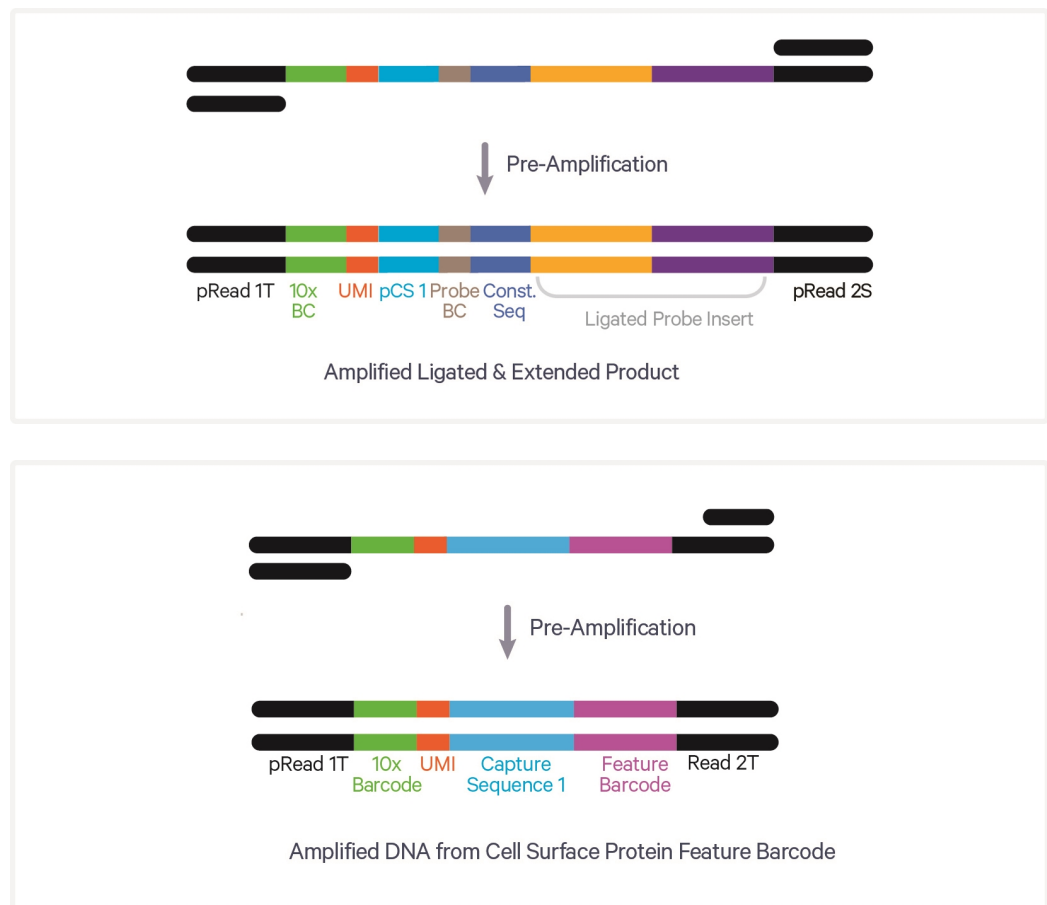 Pre-Amplification
pRead 1T 10x BC UMI pCS 1 Probe BC Const. Seq pRead 2S
Ligated Probe Insert
Amplified Ligated & Extended Product
Pre-Amplification
pRead 1T 10x Barcode UMI Capture Sequence 1 Feature Barcode Read 2T
Amplified DNA from Cell Surface Protein Feature Barcode